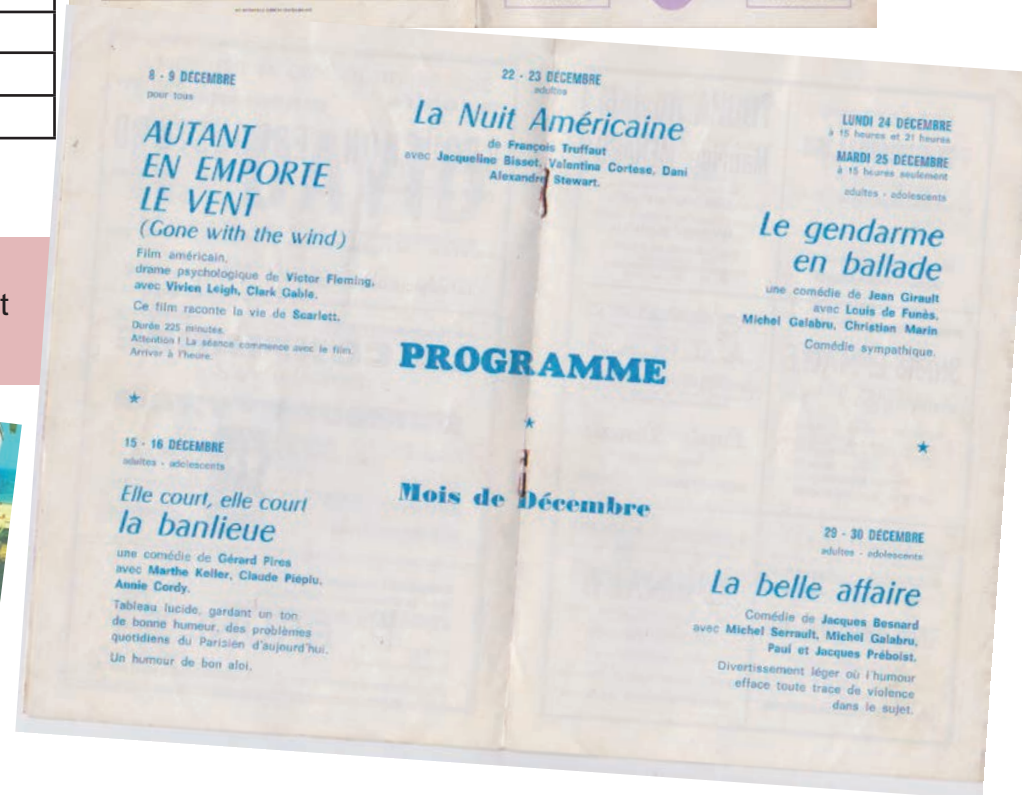 t
8 - 9 DÉCEMBRE
pour tous
AUTANT
EN EMPORTE
LE VENT
(Gone with the wind)
Film américain,
drame psychologique de Victor Fleming,
avec Vivien Leigh, Clark Gable.
Ce film raconte la vie de Scarlett.
Durée 225 minutes.
Attention ! La séance commence avec le film.
Arriver à l'heure.
15 - 16 DÉCEMBRE
adultes - adolescents
Elle court, elle court
la banlieue
une comédie de Gérard Pires
avec Marthe Keller, Claude Piéplu,
Annie Cordy.
Tableau lucide, gardant un ton
de bonne humeur, des problèmes
quotidiens du Parisien d'aujourd'hui.
Un humour de bon aloi.
22 - 23 DÉCEMBRE
adultes
La Nuit Américaine
de François Truffaut
avec Jacqueline Bisset, Valentina Cortese, Dani
Alexandre Stewart.
PROGRAMME
Mois de Décembre
LUNDI 24 DÉCEMBRE
à 15 heures et 21 heures
MARDI 25 DÉCEMBRE
à 15 heures seulement
adultes - adolescents
Le gendarme
en ballade
une comédie de Jean Girault
avec Louis de Funès,
Michel Galabru, Christian Marin
Comédie sympathique.
29 - 30 DÉCEMBRE
adultes - adolescents
La belle affaire
Comédie de Jacques Besnard
avec Michel Serrault, Michel Galabru,
Paul et Jacques Préboist.
Divertissement léger où l'humour
efface toute trace de violence
dans le sujet.